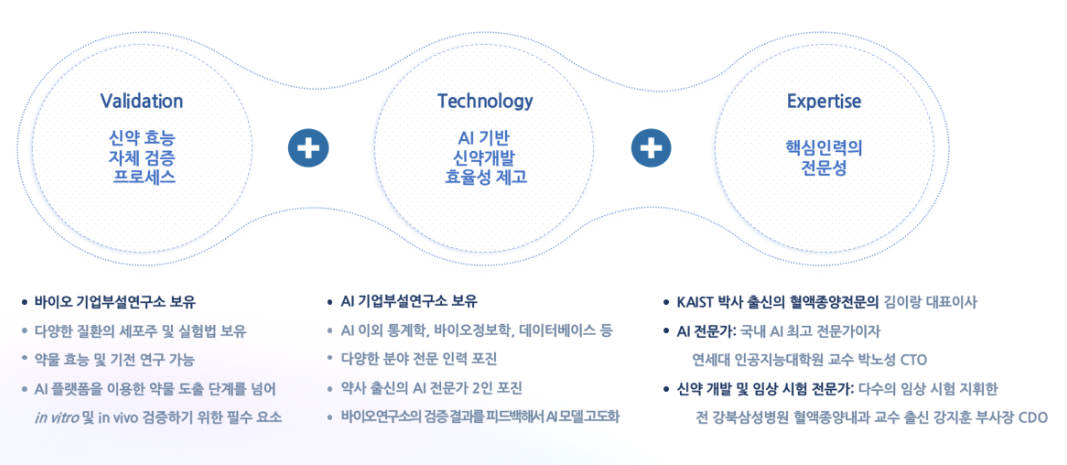 Validation
신약 효능
자체 검증
프로세스
Technology
AI 기반
신약개발
효율성 제고
Expertise
핵심인력의
전문성
• 바이오 기업부설연구소 보유
• 다양한 질환의 세포주 및 실험법 보유
• 약물 효능 및 기전 연구 가능
• AI 플랫폼을 이용한 약물 도출 단계를 넘어
in vitro 및 in vivo 검증하기 위한 필수 요소
• AI 기업부설연구소 보유
• AI 이외 통계학, 바이오정보학, 데이터베이스 등
• 다양한 분야 전문 인력 포진
• 약사 출신의 AI 전문가 2인 포진
• 바이오연구소의 검증 결과를 피드백해서 AI 모델 고도화
• KAIST 박사 출신의 혈액종양전문의 김이랑 대표이사
• AI 전문가: 국내 AI 최고 전문가이자
연세대 인공지능대학원 교수 박노성 CTO
• 신약 개발 및 임상 시험 전문가: 다수의 임상 시험 지휘한
전 강북삼성병원 혈액종양내과 교수 출신 강지훈 부사장 CDO